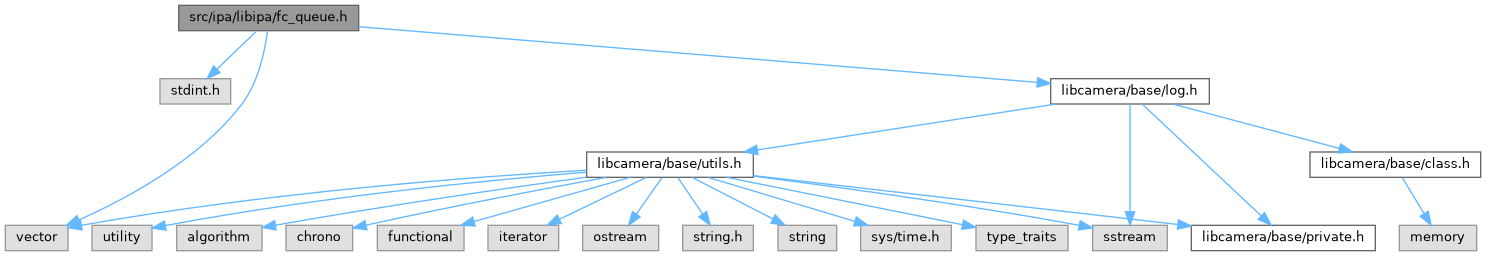 src/ipa/libipa/fc_queue.h
stdint.h
libcamera/base/log.h
libcamera/base/utils.h
libcamera/base/class.h
vector
utility
algorithm
chrono
functional
iterator
ostream
string.h
string
sys/time.h
type_traits
sstream
libcamera/base/private.h
memory